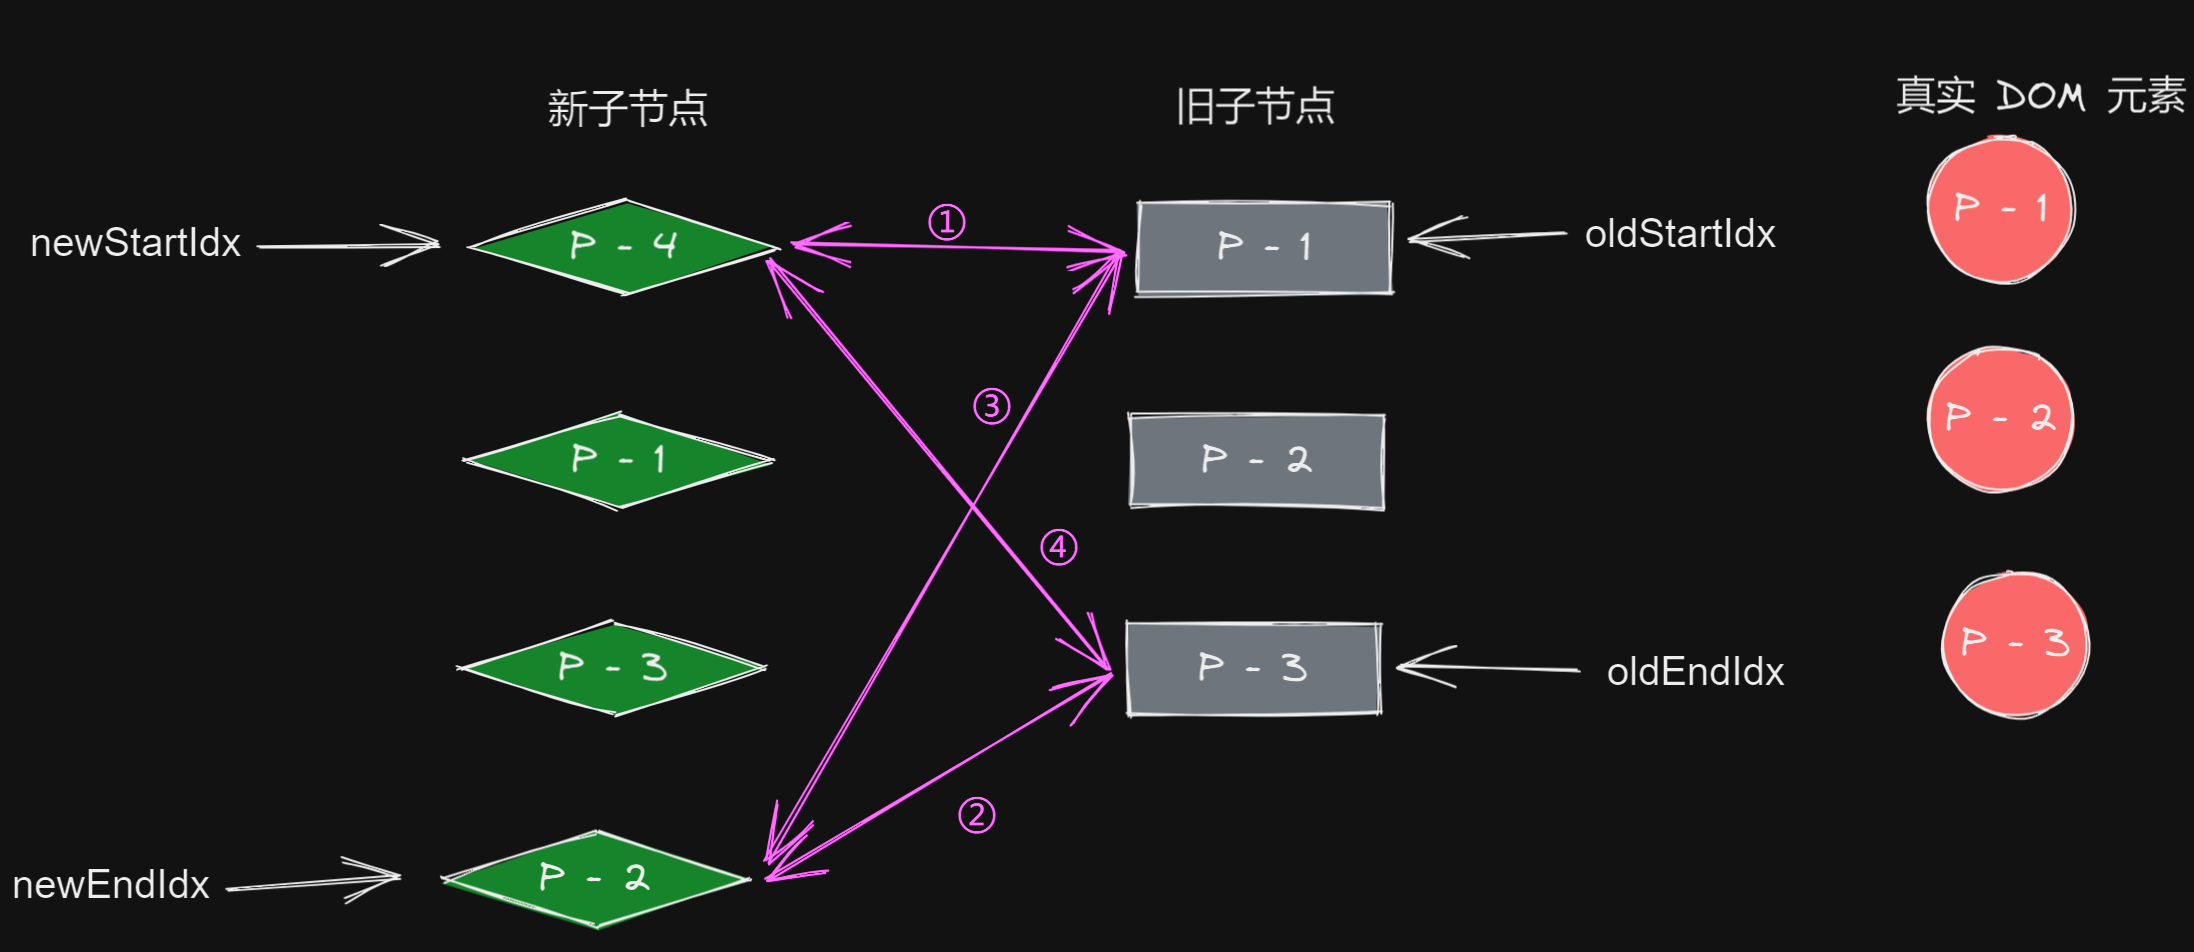 新子节点
旧子节点
真实 DOM 元素
newStartIdx
P - 4
①
P - 1
oldStartIdx
P - 1
③
P - 1
P - 2
P - 2
④
P - 3
P - 3
oldEndIdx
P - 3
②
newEndIdx
P - 2